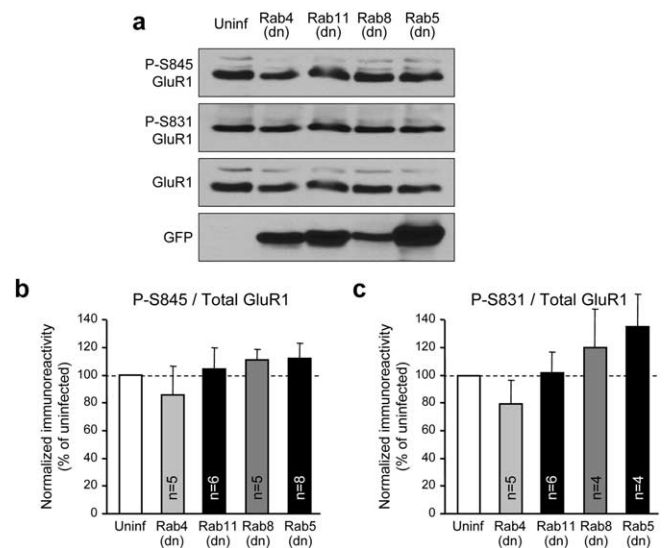 a
Uninf Rab4 (dn) Rab11 (dn) Rab8 (dn) Rab5 (dn)
P-S845 GluR1
P-S831 GluR1
GluR1
GFP
b
P-S845 / Total GluR1
Normalized immunoreactivity
(% of uninfected)
140
120
100
80
60
40
20
0
n=5 n=6 n=5 n=8
Uninf Rab4 (dn) Rab11 (dn) Rab8 (dn) Rab5 (dn)
c
P-S831 / Total GluR1
Normalized immunoreactivity
(% of uninfected)
140
120
100
80
60
40
20
0
n=5 n=6 n=4 n=4
Uninf Rab4 (dn) Rab11 (dn) Rab8 (dn) Rab5 (dn)